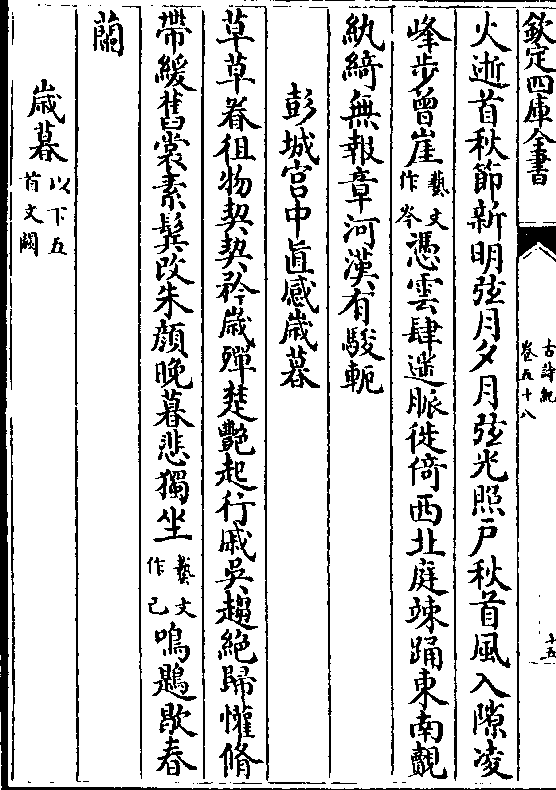 欽定四庫全書
古詩紀
卷五十八
十五
火逝首秋節新明弦月夕月弦光照戸秋首風入隙凌
峰步曾崖藝文作岑憑雲肆遥脈徙倚西北庭竦踊東南覿
紈綺無報章河漢有駿軛
彭城宫中直感嵗暮
草草眷徂物契契矜嵗殫楚艷起行戚吳趨絶歸懽脩
帶緩舊裳素鬢改朱顔晚暮悲獨坐藝文作已鳴鶗歇春
蘭
嵗暮以下五首文闕